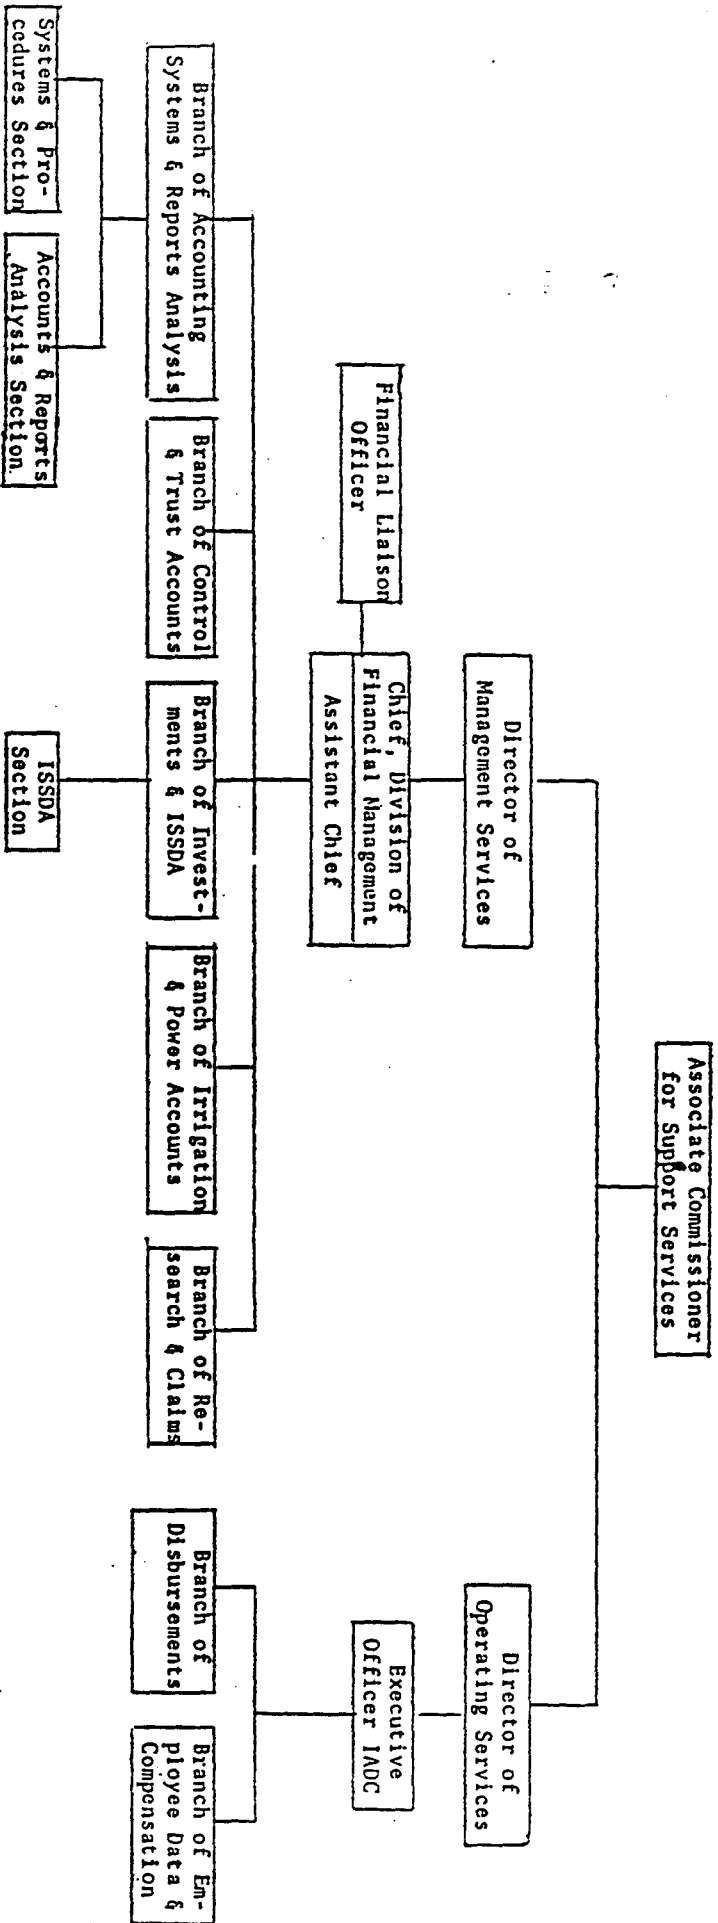 Associate Commissioner
for Support Services
Director of
Management Services
Director of
Operating Services
Financial Liaison
Officer
Chief, Division of
Financial Management
Assistant Chief
Executive
Officer IADC
Branch of Accounting
Systems & Reports Analysis
Branch of Control
& Trust Accounts
Branch of Invest-
ments & ISSDA
Branch of Irrigation
& Power Accounts
Branch of Re-
search & Claims
Branch of
Disbursements
Branch of Em-
ployee Data &
Compensation
Systems & Pro-
cedures Section
Accounts & Reports
Analysis Section
ISSDA
Section